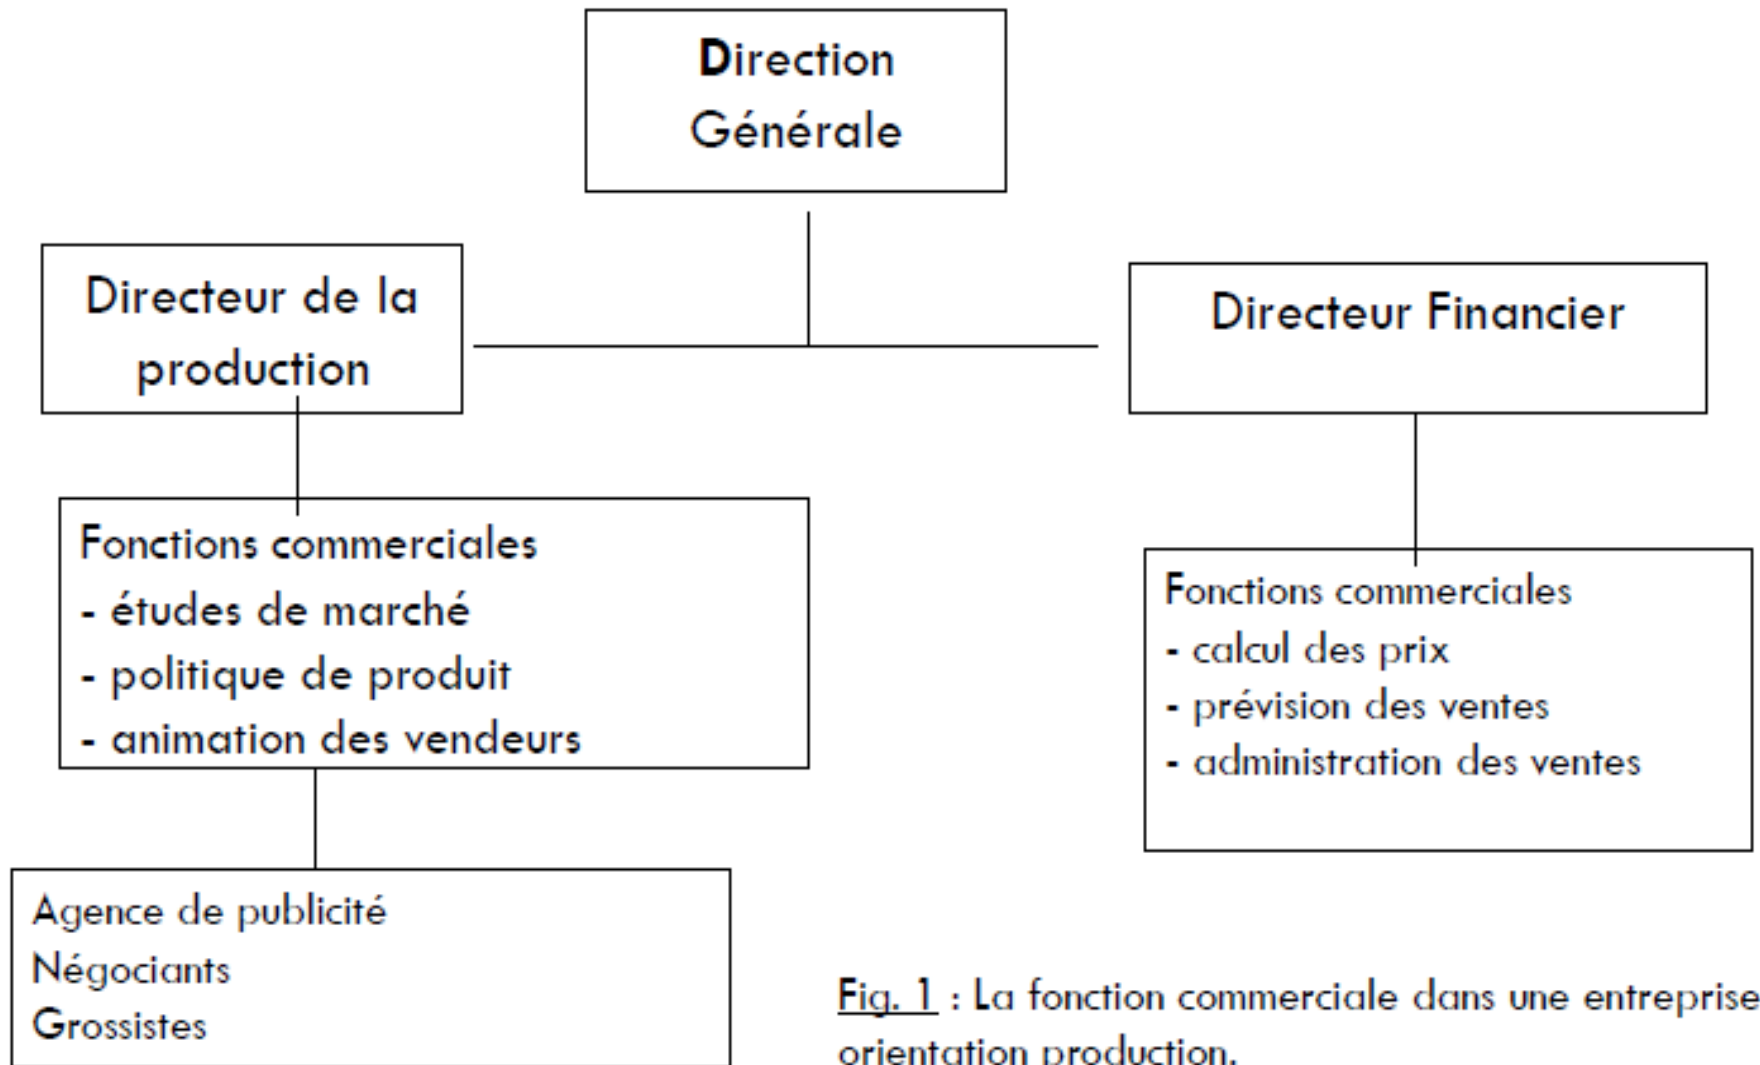 Direction
Générale
Directeur de la
production
Directeur Financier
Fonctions commerciales
- études de marché
- politique de produit
- animation des vendeurs
Fonctions commerciales
- calcul des prix
- prévision des ventes
- administration des ventes
Agence de publicité
Négociants
Grossistes
Fig. 1 : La fonction commerciale dans une entreprise
orientation production.